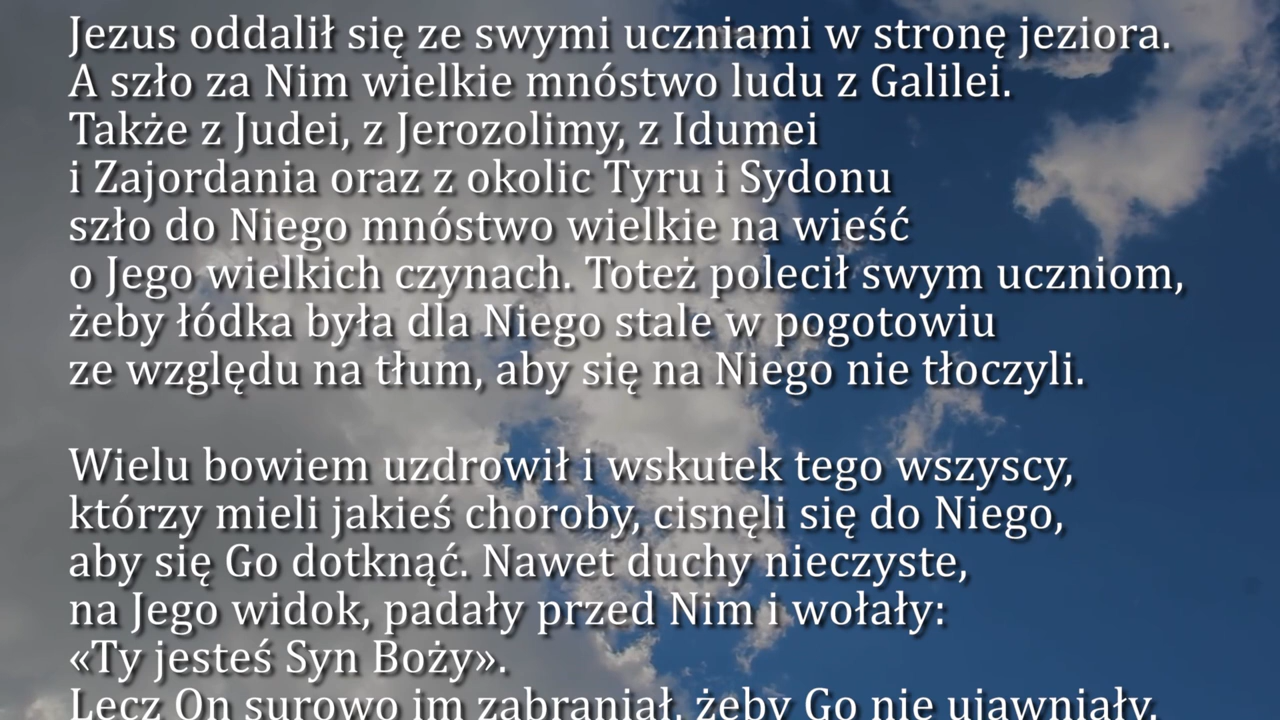 Jezus oddalił się ze swymi uczniami w stronę jeziora.
A szło za Nim wielkie mnóstwo ludu z Galilei.
Także z Judei, z Jerozolimy, z Idumei
i Zajordania oraz z okolic Tyru i Sydonu
szło do Niego mnóstwo wielkie na wieść
o Jego wielkich czynach. Toteż polecił swym uczniom,
żeby łódka była dla Niego stale w pogotowiu
ze względu na tłum, aby się na Niego nie tłoczyli.
Wielu bowiem uzdrowił i wskutek tego wszyscy,
którzy mieli jakieś choroby, cisnęli się do Niego,
aby się Go dotknąć. Nawet duchy nieczyste,
na Jego widok, padały przed Nim i wołały:
«Ty jesteś Syn Boży».
Lecz On surowo im zabraniał, żeby Go nie ujawniały.